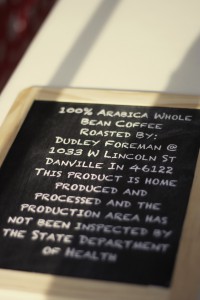 100% Arabica Whole
Bean Coffee
Roasted by:
Dudley Foreman @
1033 W Lincoln St
Danville In 46122
This product is home
produced and
processed and the
production area has
not been inspected by
the State Department
of Health